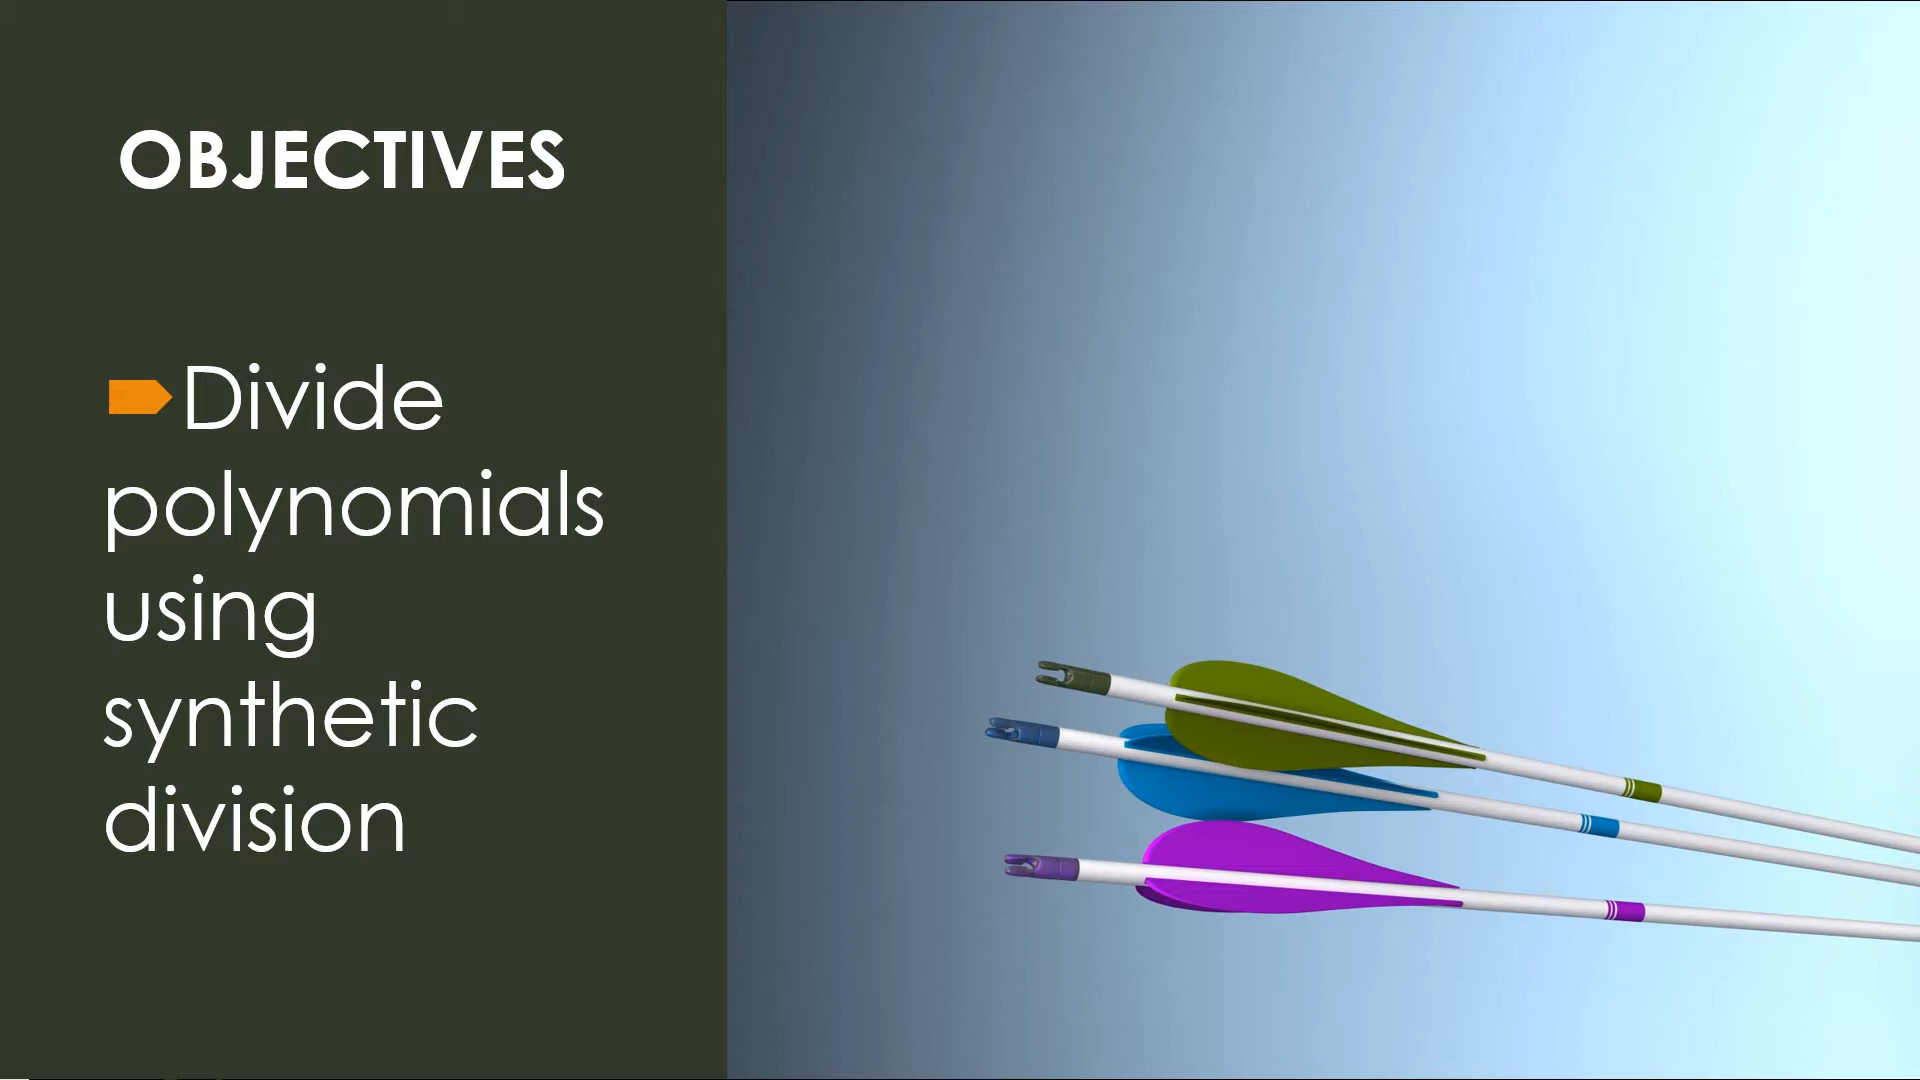 OBJECTIVES
Divide
polynomials
using
synthetic
division